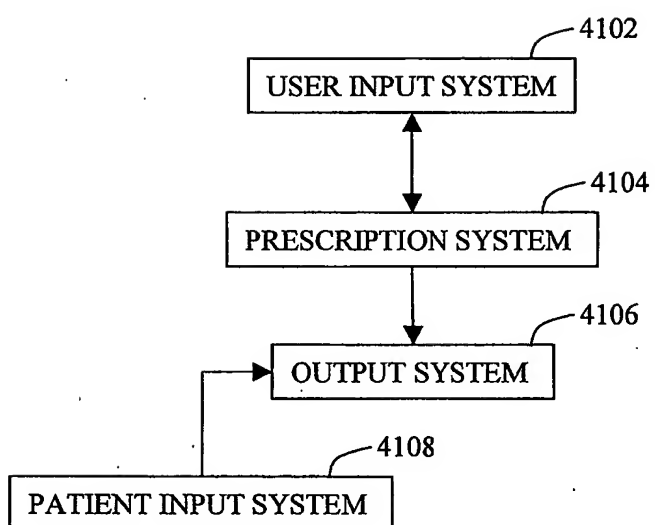 4102
USER INPUT SYSTEM
4104
PRESCRIPTION SYSTEM
4106
OUTPUT SYSTEM
4108
PATIENT INPUT SYSTEM